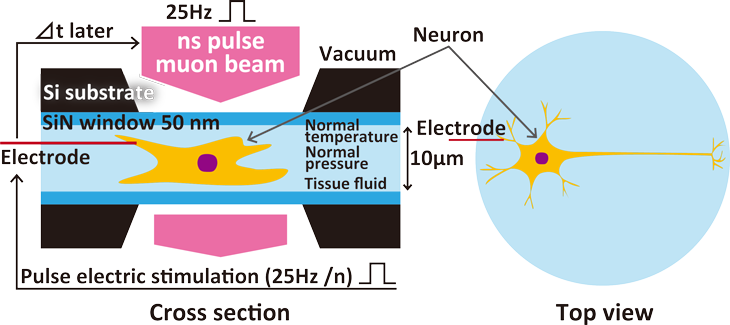 25Hz
⊿t later
ns pulse
muon beam
Vacuum
Neuron
Si substrate
SiN window 50 nm
Normal
temperature
Normal
pressure
Tissue fluid
Electrode
10μm
Electrode
Pulse electric stimulation (25Hz /n)
Cross section
Top view